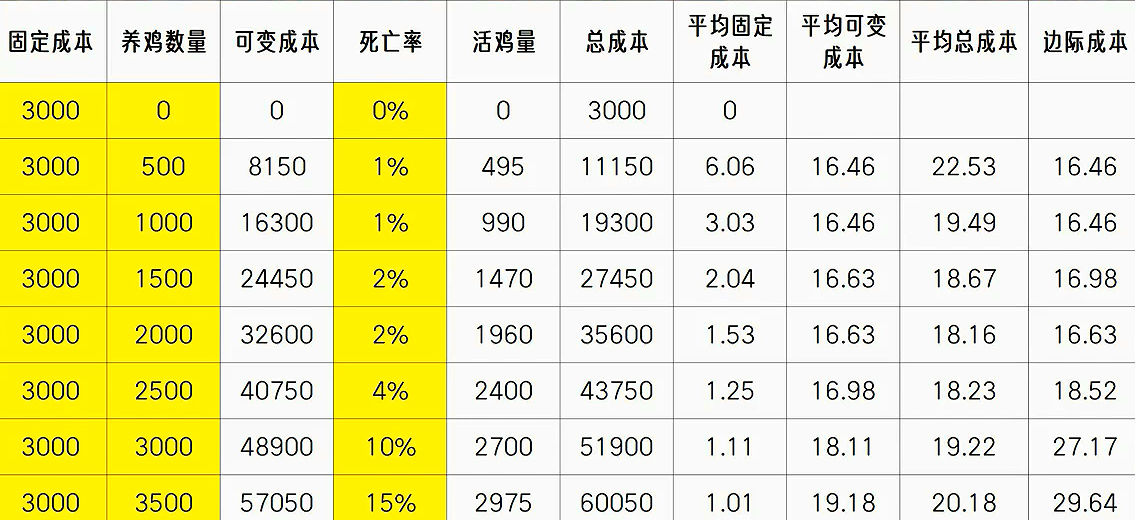 固定成本 养鸡数量 可变成本 死亡率 活鸡量 总成本 平均固定成本 平均可变成本 平均总成本 边际成本
3000 0 0 0% 0 3000 0
3000 500 8150 1% 495 11150 6.06 16.46 22.53 16.46
3000 1000 16300 1% 990 19300 3.03 16.46 19.49 16.46
3000 1500 24450 2% 1470 27450 2.04 16.63 18.67 16.98
3000 2000 32600 2% 1960 35600 1.53 16.63 18.16 16.63
3000 2500 40750 4% 2400 43750 1.25 16.98 18.23 18.52
3000 3000 48900 10% 2700 51900 1.11 18.11 19.22 27.17
3000 3500 57050 15% 2975 60050 1.01 19.18 20.18 29.64